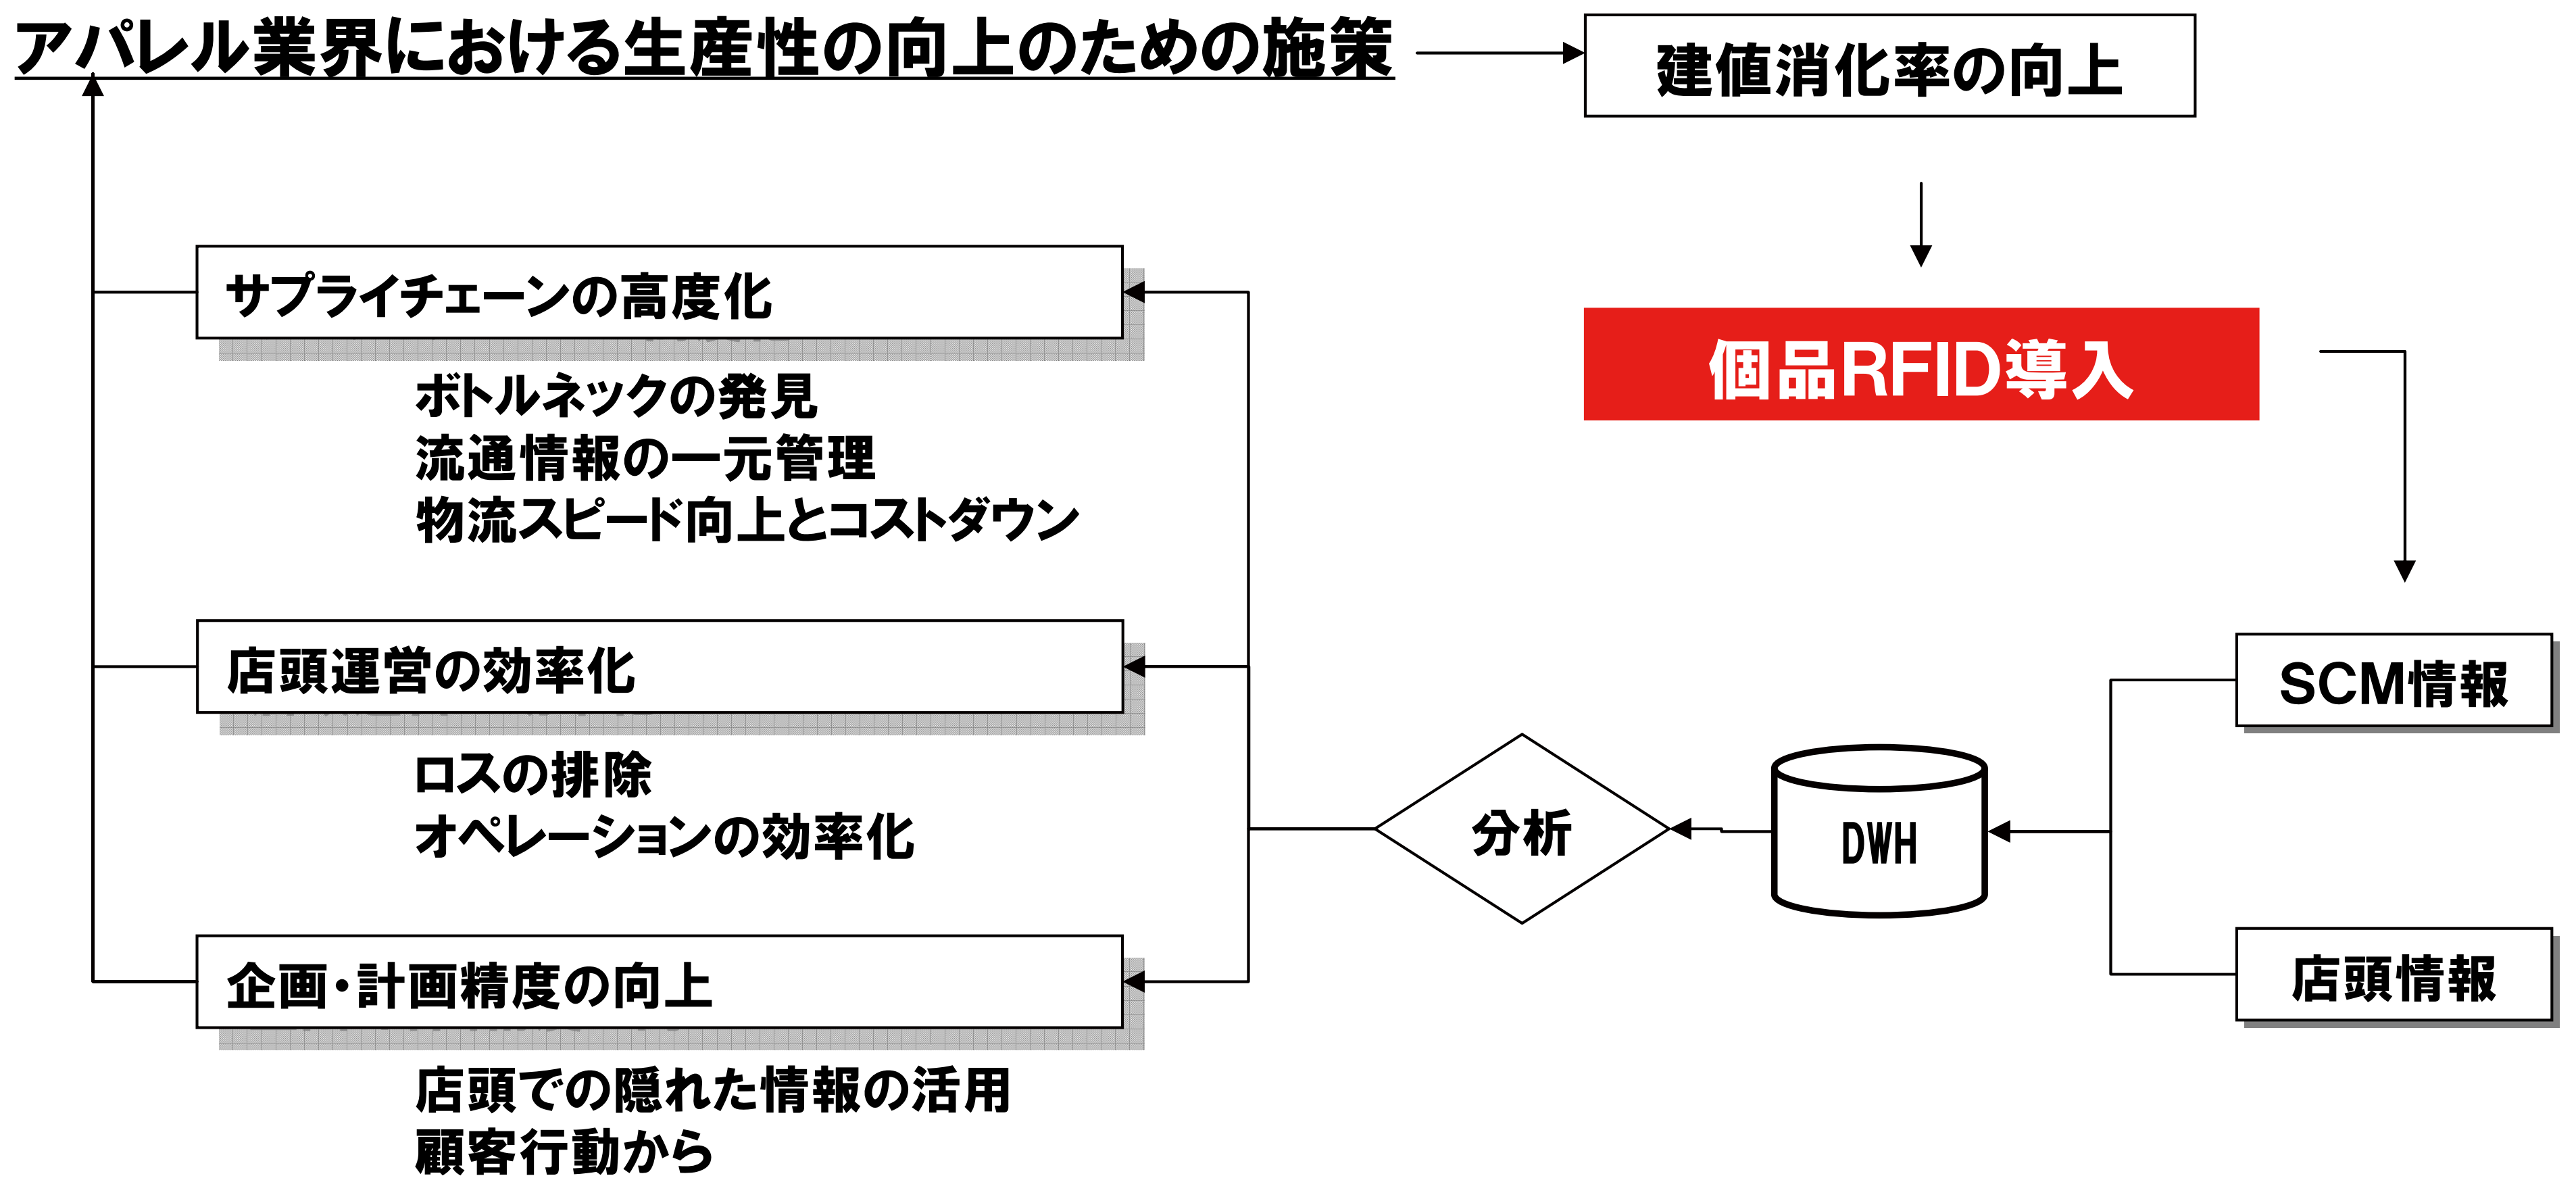 アパレル業界における生産性の向上のための施策
建値消化率の向上
個品RFID導入
サプライチェーンの高度化
ボトルネックの発見
流通情報の一元管理
物流スピード向上とコストダウン
店頭運営の効率化
ロスの排除
オペレーションの効率化
企画・計画精度の向上
店頭での隠れた情報の活用
顧客行動から
分析
DWH
SCM情報
店頭情報